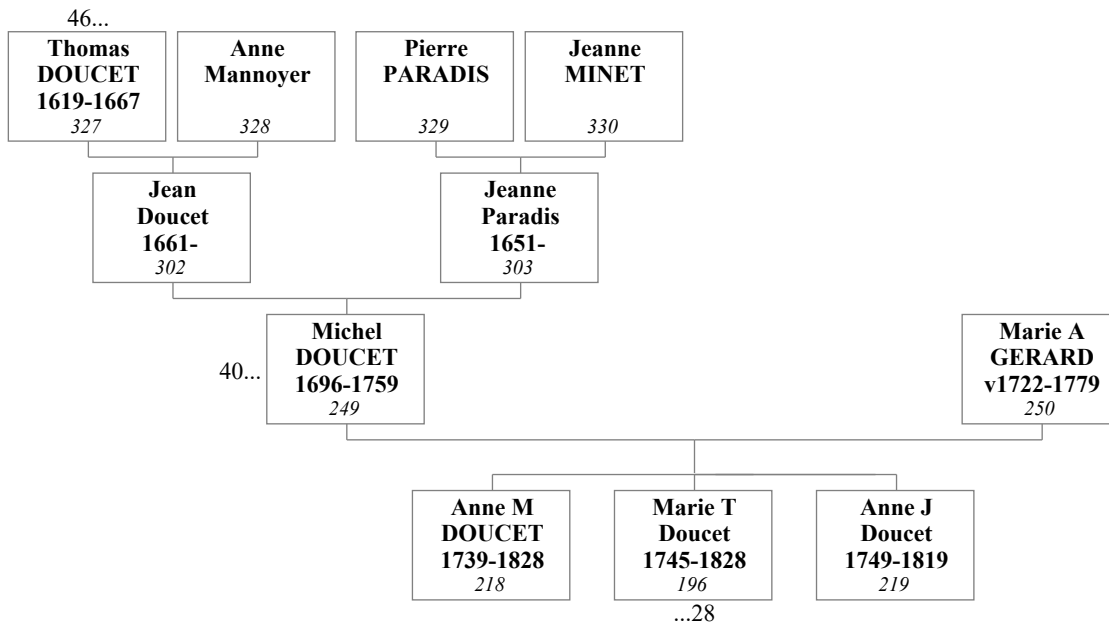 46...
Thomas
DOUCET
1619-1667
327
Anne
Mannoyer
328
Pierre
PARADIS
329
Jeanne
MINET
330
Jean
Doucet
1661-
302
Jeanne
Paradis
1651-
303
40...
Michel
DOUCET
1696-1759
249
Marie A
GERARD
v1722-1779
250
Anne M
DOUCET
1739-1828
218
Marie T
Doucet
1745-1828
196
Anne J
Doucet
1749-1819
219
...28